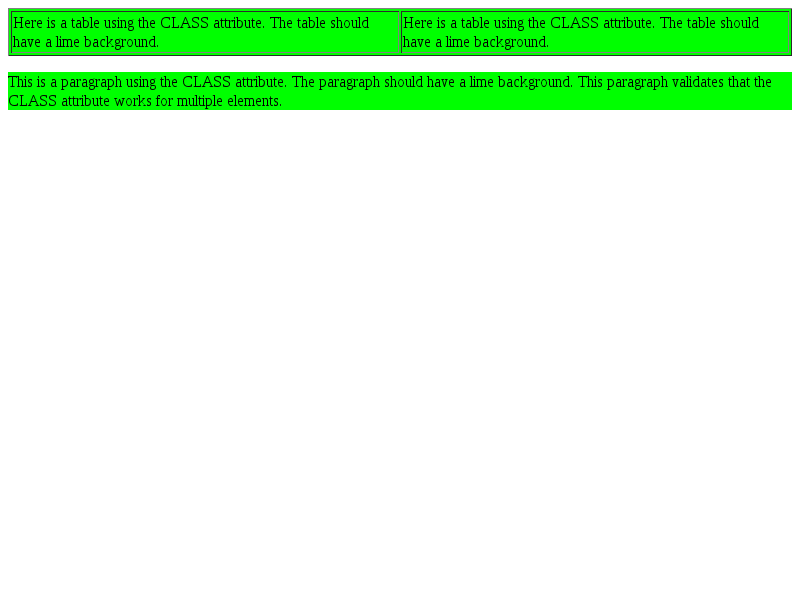 Here is a table using the CLASS attribute. The table should
have a lime background.
Here is a table using the CLASS attribute. The table should
have a lime background.
This is a paragraph using the CLASS attribute. The paragraph should have a lime background. This paragraph validates that the
CLASS attribute works for multiple elements.